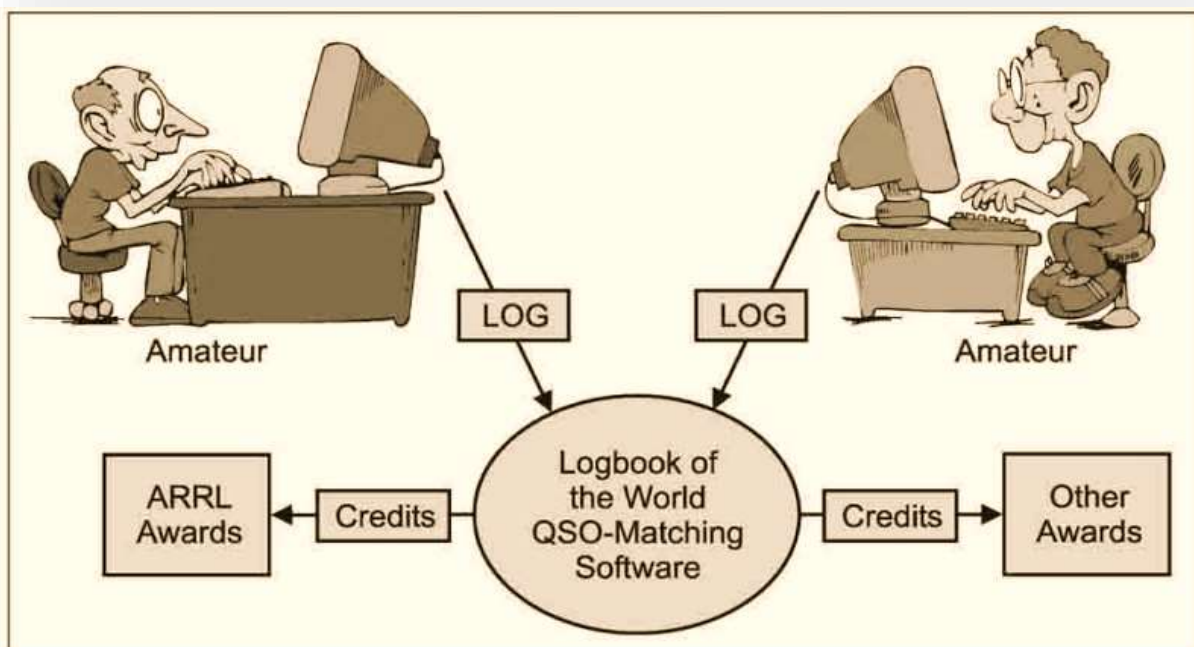 LOG
LOG
Amateur
Amateur
Logbook of
the World
QSO-Matching
Software
ARRL
Awards
Credits
Credits
Other
Awards